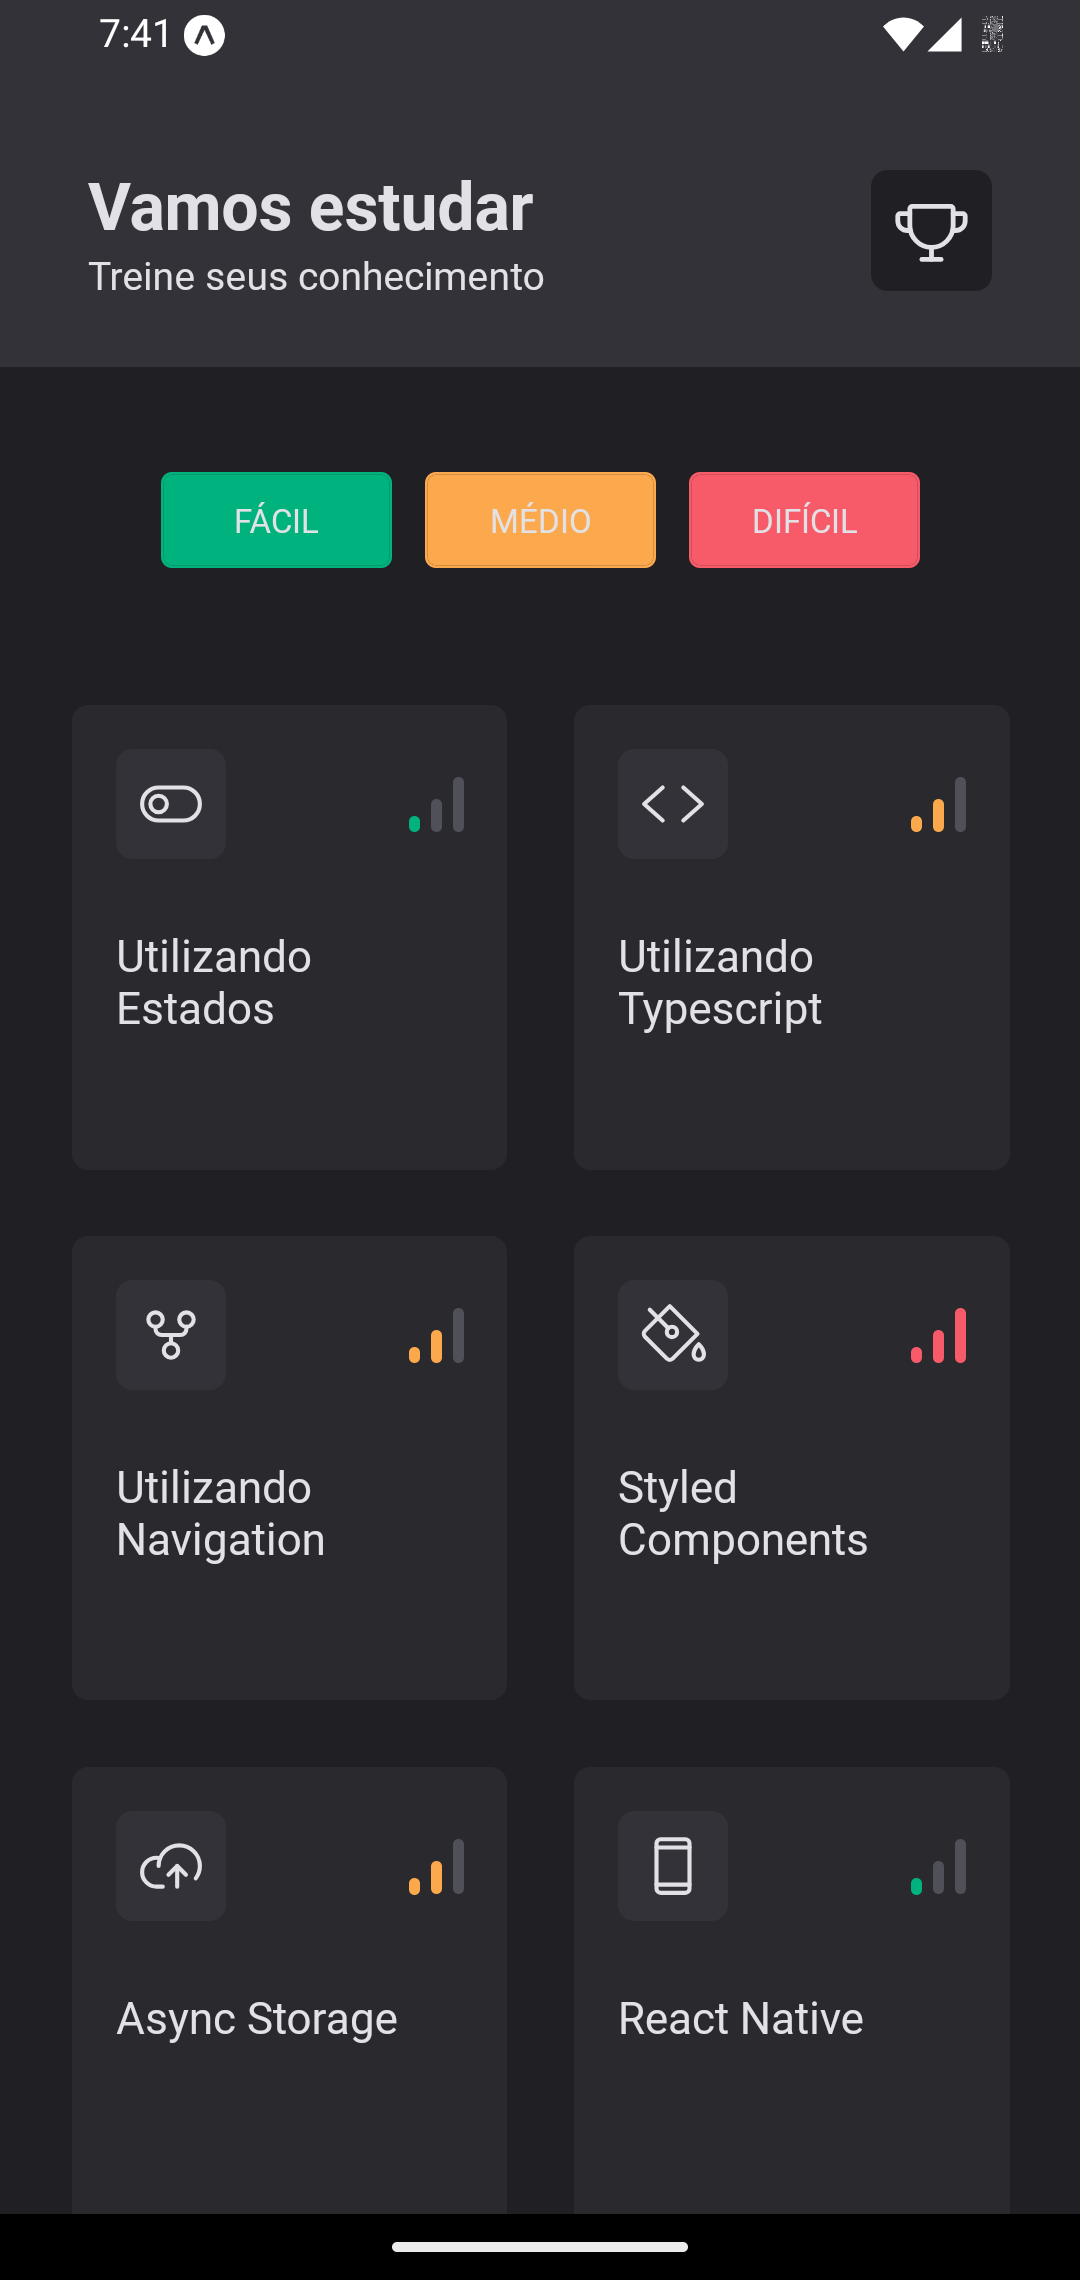 7:41
Vamos estudar
Treine seus conhecimento
FÁCIL
MÉDIO
DIFÍCIL
Utilizando
Estados
Utilizando
Typescript
Utilizando
Navigation
Styled
Components
Async Storage
React Native